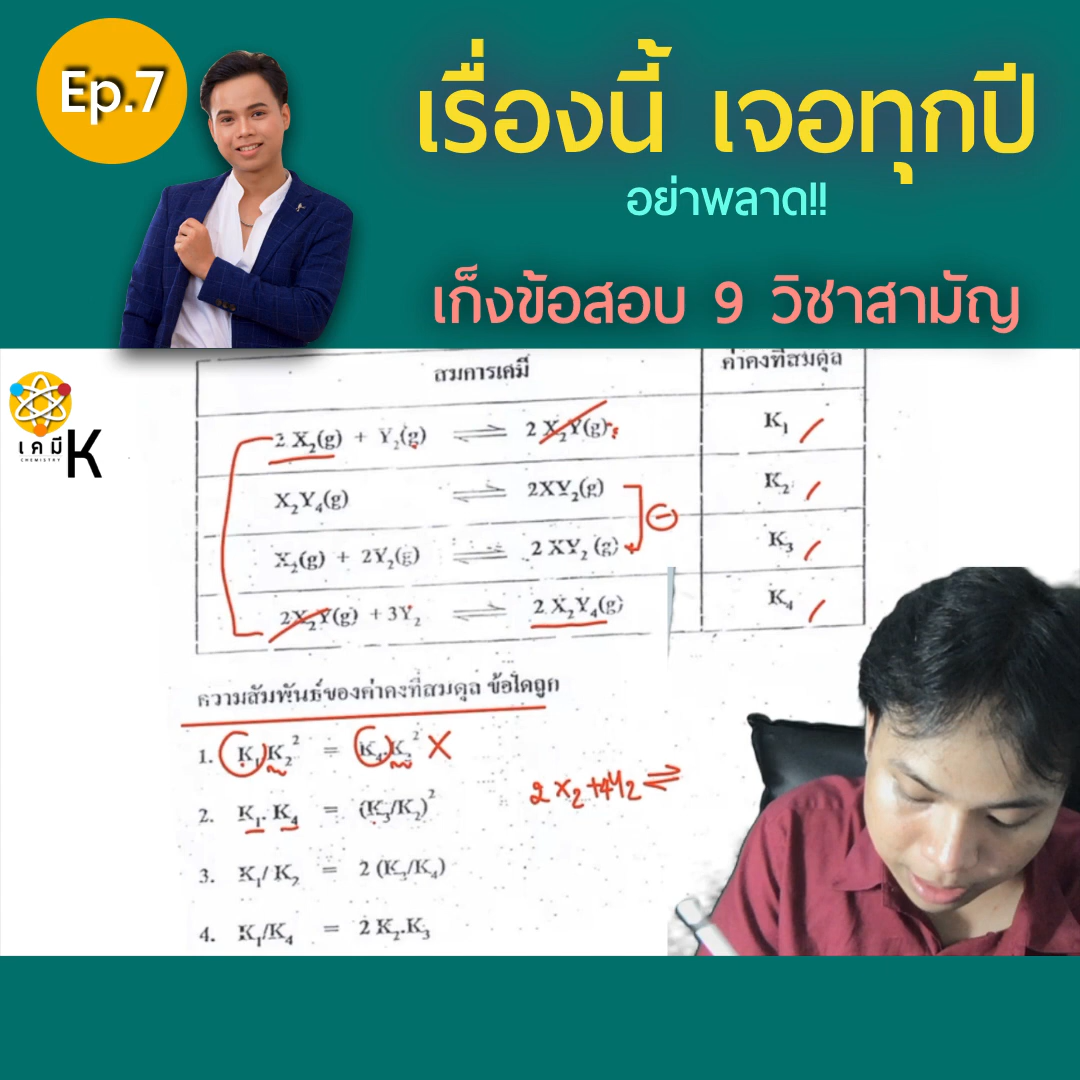 Ep.7
เรื่องนี้ เจอทุกปี
อย่าพลาด!!
เก็งข้อสอบ 9 วิชาสามัญ
เคมี K
CHEMISTRY
สมการเคมี ค่าคงที่สมดุล
2 X₂(g) + Y₂(g) ⇌ 2 X₂Y(g) K₁
X₂Y₄(g) ⇌ 2XY₂(g) K₂
X₂(g) + 2Y₂(g) ⇌ 2 XY₂ (g) K₃
2X₂Y(g) + 3Y₂ ⇌ 2 X₂Y₄(g) K₄
ความสัมพันธ์ของค่าคงที่สมดุล ข้อใดถูก
1. K₁K₂² = K₄.K₃² X
2 X₂ + 4Y₂ ⇌
2. K₁. K₄ = (K₃/K₂)²
3. K₁/ K₂ = 2 (K₃/K₄)
4. K₁/K₄ = 2 K₂.K₃